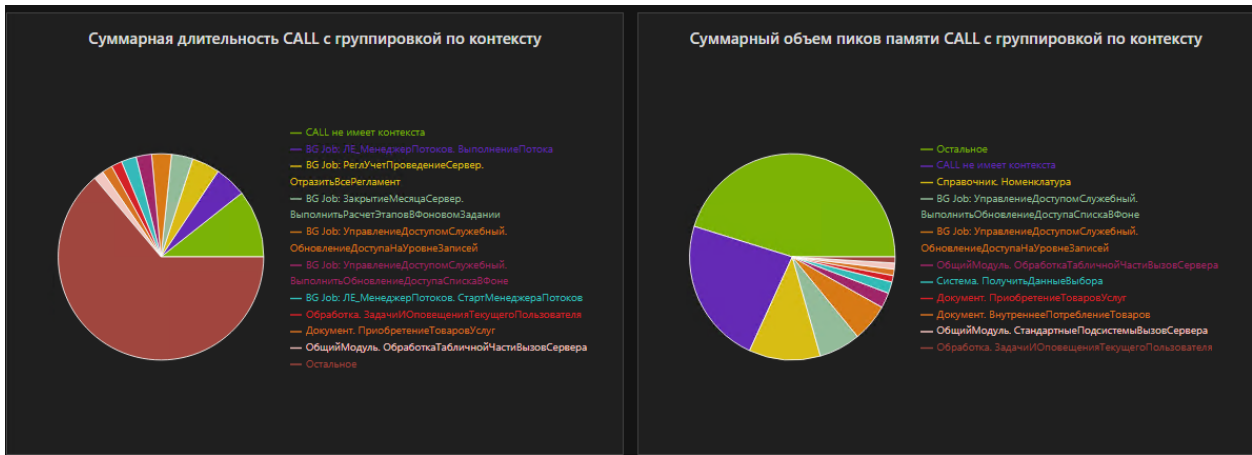 Суммарная длительность CALL с группировкой по контексту
CALL не имеет контекста
BG Job: ЛЕ_МенеджерПотоков. ВыполнениеПотока
BG Job: РеглУчетПроведениеСервер.
ОтразитьВсеРегламент
BG Job: ЗакрытиеМесяцаСервер.
ВыполнитьРасчетЭтаповВФоновомЗадании
BG Job: УправлениеДоступомСлужебный.
ОбновлениеДоступаНаУровнеЗаписей
BG Job: УправлениеДоступомСлужебный.
ВыполнитьОбновлениеДоступаСпискаВФоне
BG Job: ЛЕ_МенеджерПотоков. СтартМенеджераПотоков
Обработка. ЗадачиИОповещенияТекущегоПользователя
Документ. ПриобретениеТоваровУслуг
ОбщийМодуль. ОбработкаТабличнойЧастиВызовСервера
Остальное
Суммарный объем пиков памяти CALL с группировкой по контексту
Остальное
CALL не имеет контекста
Справочник. Номенклатура
BG Job: УправлениеДоступомСлужебный.
ВыполнитьОбновлениеДоступаСпискаВФоне
BG Job: УправлениеДоступомСлужебный.
ОбновлениеДоступаНаУровнеЗаписей
ОбщийМодуль. ОбработкаТабличнойЧастиВызовСервера
Система. ПолучитьДанныеВыбора
Документ. ПриобретениеТоваровУслуг
Документ. ВнутреннееПотреблениеТоваров
ОбщийМодуль. СтандартныеПодсистемыВызовСервера
Обработка. ЗадачиИОповещенияТекущегоПользователя